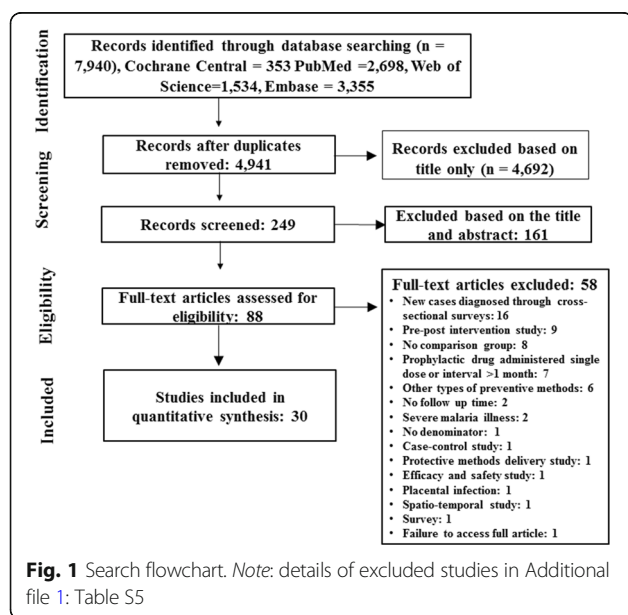 Identification
Records identified through database searching (n =
7,940), Cochrane Central = 353 PubMed =2,698, Web of
Science=1,534, Embase = 3,355
Screening
Records after duplicates
removed: 4,941
Records excluded based on
title only (n = 4,692)
Records screened: 249
Excluded based on the title
and abstract: 161
Eligibility
Full-text articles assessed for
eligibility: 88
Full-text articles excluded: 58
• New cases diagnosed through cross-
sectional surveys: 16
• Pre-post intervention study: 9
• No comparison group: 8
• Prophylactic drug administered single
dose or interval >1 month: 7
• Other types of preventive methods: 6
• No follow up time: 2
• Severe malaria illness: 2
• No denominator: 1
• Case-control study: 1
• Protective methods delivery study: 1
• Efficacy and safety study: 1
• Placental infection: 1
• Spatio-temporal study: 1
• Survey: 1
• Failure to access full article: 1
Included
Studies included in
quantitative synthesis: 30
Fig. 1 Search flowchart. Note: details of excluded studies in Additional
file 1: Table S5